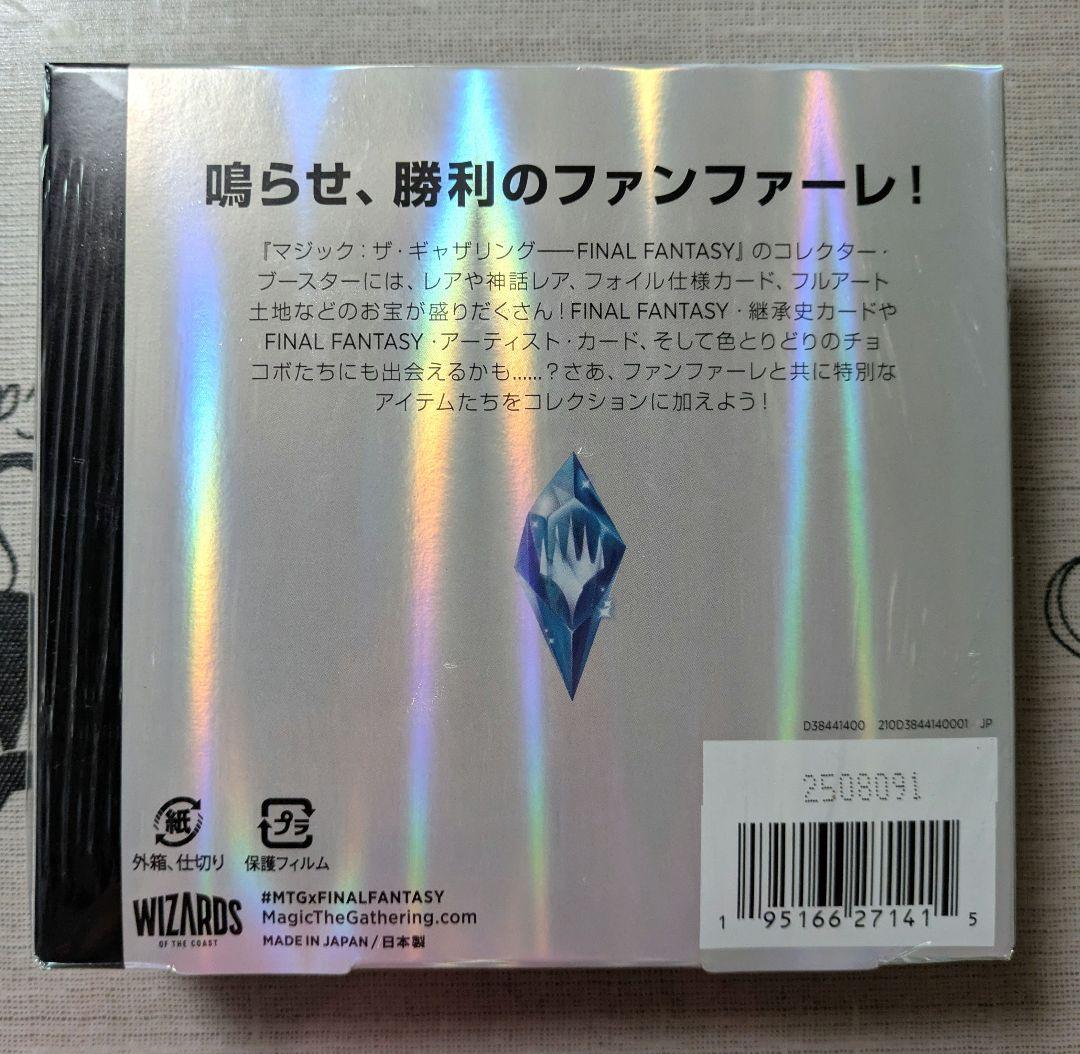 鳴らせ、勝利のファンファーレ!
『マジック:ザ・ギャザリング――FINAL FANTASY』のコレクター・
ブースターには、レアや神話レア、フォイル仕様カード、フルアート
土地などのお宝が盛りだくさん!FINAL FANTASY・継承史カードや
FINAL FANTASY・アーティスト・カード、そして色とりどりのチョ
コボたちにも出会えるかも……?さあ、ファンファーレと共に特別な
アイテムたちをコレクションに加えよう!
D38441400 210D3844140001 JP
2508091
1 95166 27141 5
紙
プラ
外箱、仕切り 保護フィルム
WIZARDS
OF THE COAST
#MTGxFINALFANTASY
MagicTheGathering.com
MADE IN JAPAN / 日本製